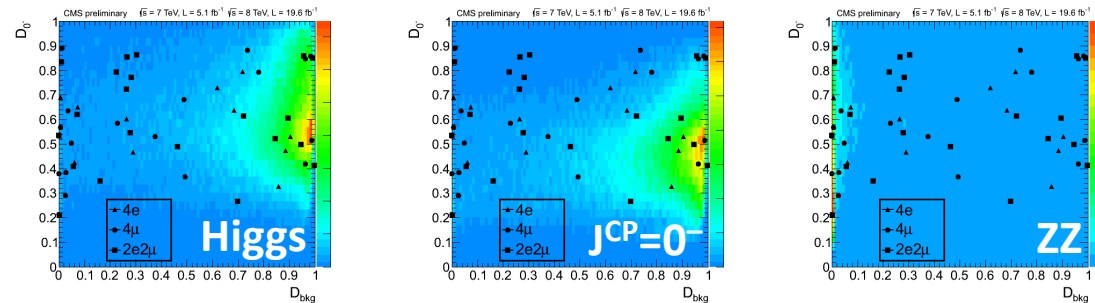 CMS preliminary √s = 7 TeV, L = 5.1 fb⁻¹ √s = 8 TeV, L = 19.6 fb⁻¹
D₀-
1
0.9
0.8
0.7
0.6
0.5
0.4
0.3
0.2
0.1
0
4e
4μ
2e2μ
Higgs
0 0.1 0.2 0.3 0.4 0.5 0.6 0.7 0.8 0.9 1
D_bkg
CMS preliminary √s = 7 TeV, L = 5.1 fb⁻¹ √s = 8 TeV, L = 19.6 fb⁻¹
D₀-
1
0.9
0.8
0.7
0.6
0.5
0.4
0.3
0.2
0.1
0
4e
4μ
2e2μ
J^CP=0⁻
0 0.1 0.2 0.3 0.4 0.5 0.6 0.7 0.8 0.9 1
D_bkg
CMS preliminary √s = 7 TeV, L = 5.1 fb⁻¹ √s = 8 TeV, L = 19.6 fb⁻¹
D₀-
1
0.9
0.8
0.7
0.6
0.5
0.4
0.3
0.2
0.1
0
4e
4μ
2e2μ
ZZ
0 0.1 0.2 0.3 0.4 0.5 0.6 0.7 0.8 0.9 1
D_bkg